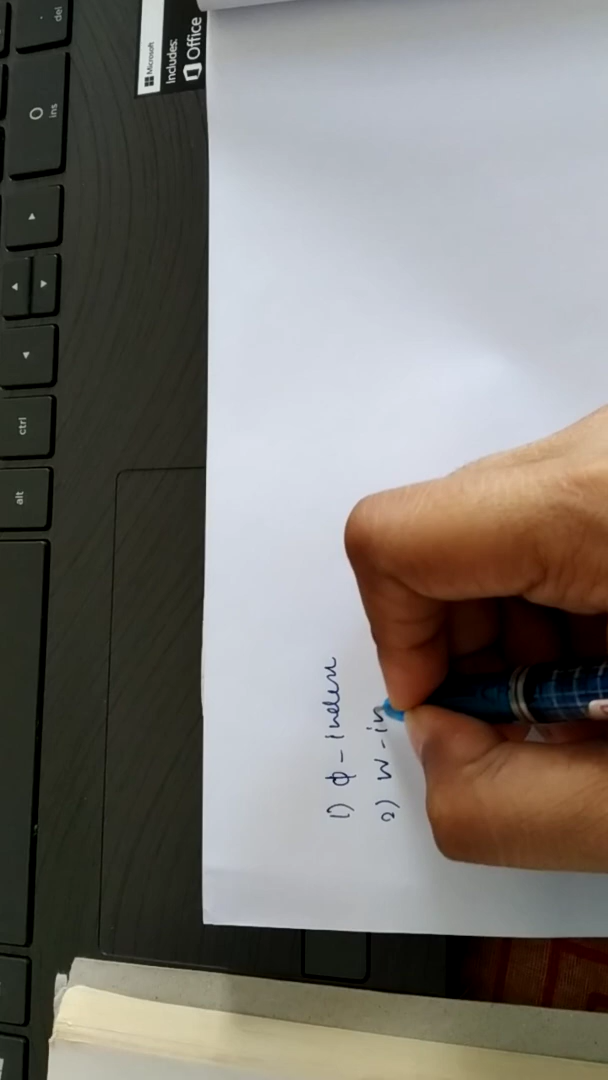 del
O
ins
ctrl
alt
Microsoft
Includes:
Office
1) ϕ - Index
2) W - in